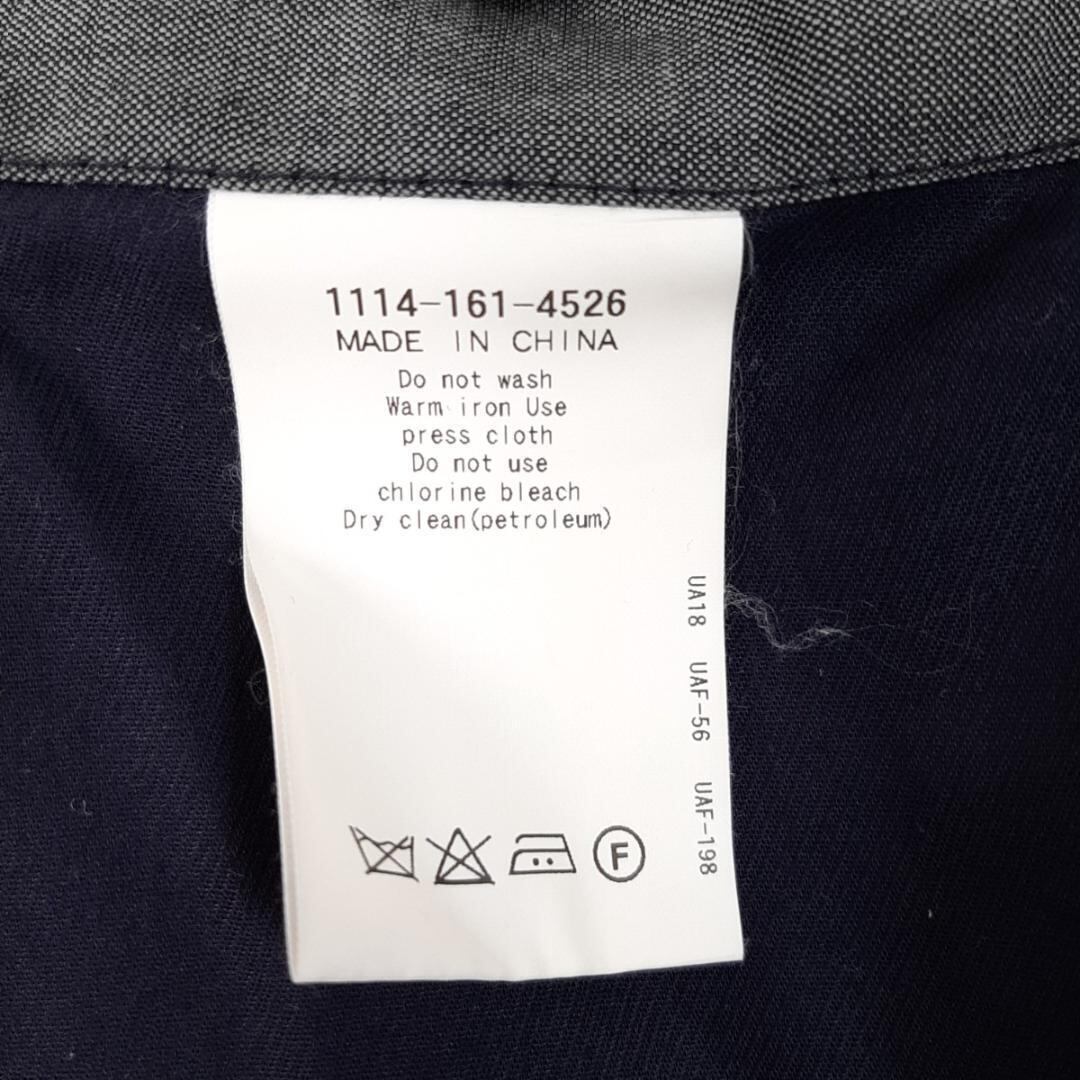 1114-161-4526
MADE IN CHINA
Do not wash
Warm iron Use
press cloth
Do not use
chlorine bleach
Dry clean(petroleum)
UA18 UAF-56 UAF-198
F